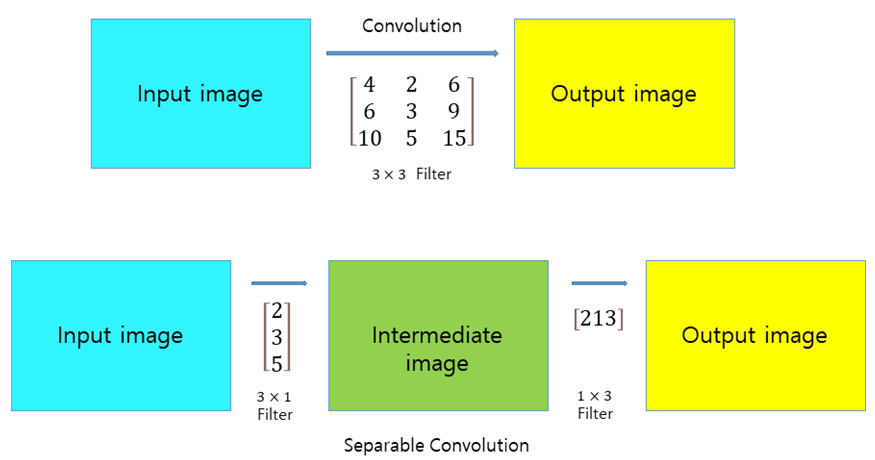 Convolution
Input image
4 2 6
6 3 9
10 5 15
3 × 3 Filter
Output image
Input image
2
3
5
3 × 1
Filter
Intermediate
image
[213]
1 × 3
Filter
Output image
Separable Convolution